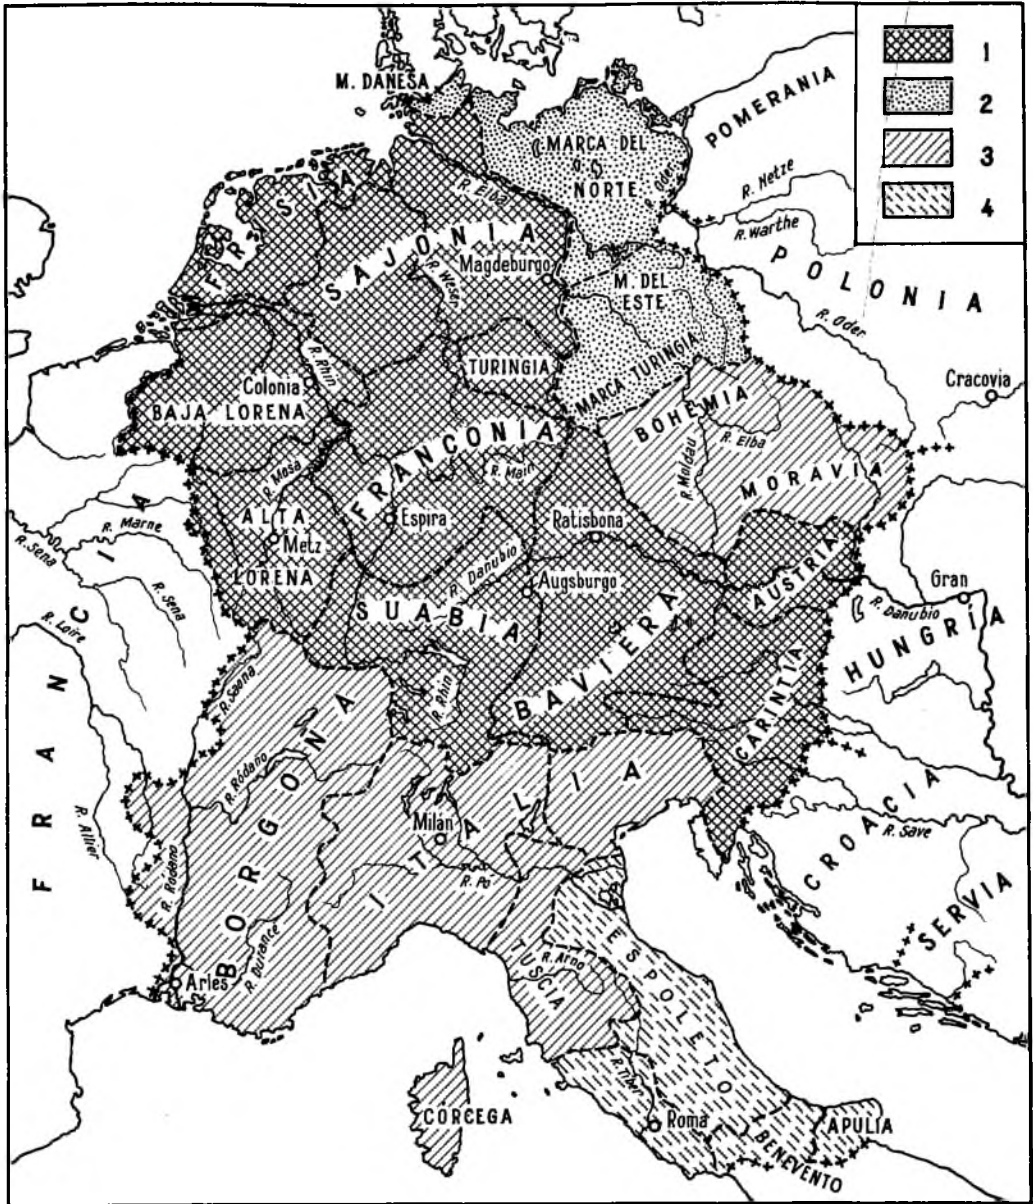 1
2
3
4
M. DANESA
POMERANIA
MARCA DEL
NORTE
R. Oder
R. Netze
R. Warthe
POLONIA
FRISIA
R. Elba
SAJONIA
R. Weser
Magdeburgo
M. DEL
ESTE
R. Oder
Cracovia
TURINGIA
MARCA TURINGIA
R. Rhin
Colonia
BAJA LORENA
BOHEMIA
R. Elba
R. Moldau
MORAVIA
FRANCONIA
R. Mosa
R. Main
ALTA
LORENA
Metz
Espira
Ratisbona
R. Marne
R. Sena
R. Sena
R. Loire
FRANCIA
R. Danubio
Augsburgo
AUSTRIA
Gran
R. Danubio
HUNGRÍA
SUABIA
BAVIERA
R. Rhin
CARINTIA
R. Saona
BORGOÑA
R. Ródano
R. Allier
R. Ródano
R. Durance
Arles
Milán
ITALIA
R. Po
CROACIA
R. Save
SERVIA
TUSCIA
R. Arno
ESPOLETO
R. Tiber
Roma
BENEVENTO
APULIA
CÓRCEGA